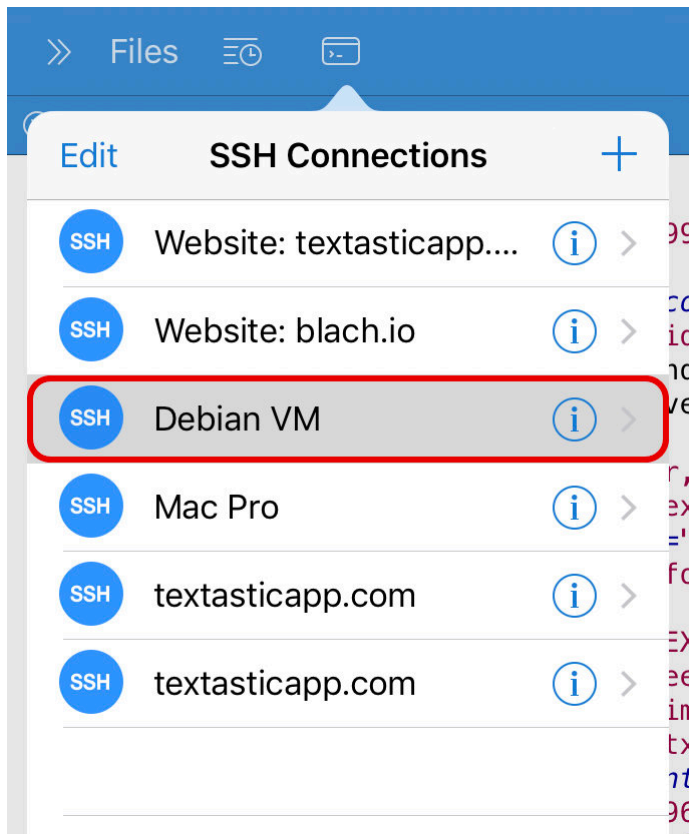 Files
Edit SSH Connections +
SSH Website: textasticapp.... i
SSH Website: blach.io i
SSH Debian VM i
SSH Mac Pro i
SSH textasticapp.com i
SSH textasticapp.com i